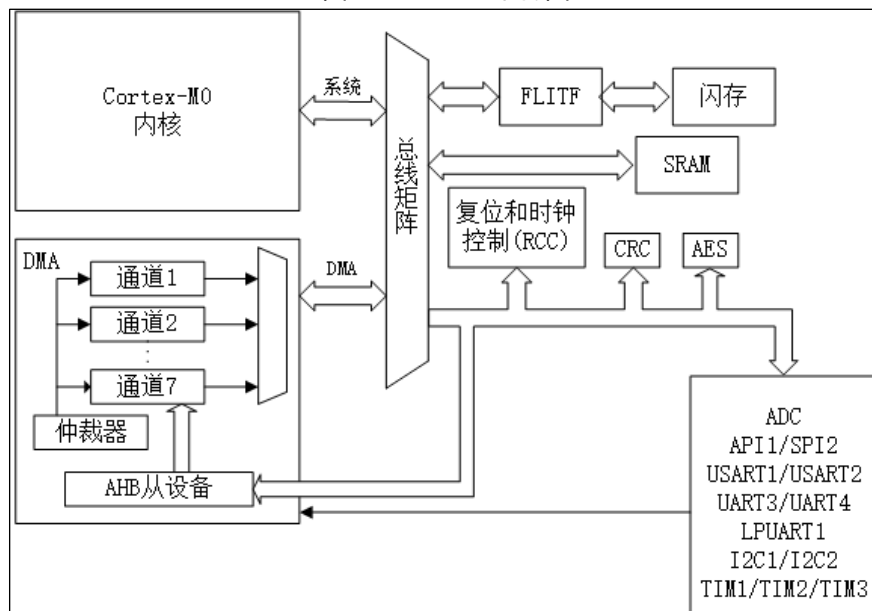 Cortex-M0
内核
系统
总线矩阵
FLITF
闪存
SRAM
复位和时钟
控制(RCC)
CRC
AES
DMA
DMA
通道1
通道2
通道7
仲裁器
AHB从设备
ADC
API1/SPI2
USART1/USART2
UART3/UART4
LPUART1
I2C1/I2C2
TIM1/TIM2/TIM3